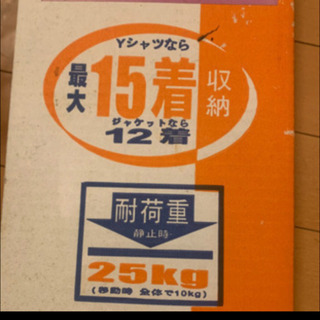 Yシャツなら
最大 15着 収納
ジャケットなら
12着
耐荷重
静止時
25kg
(移動時 全体で10kg)